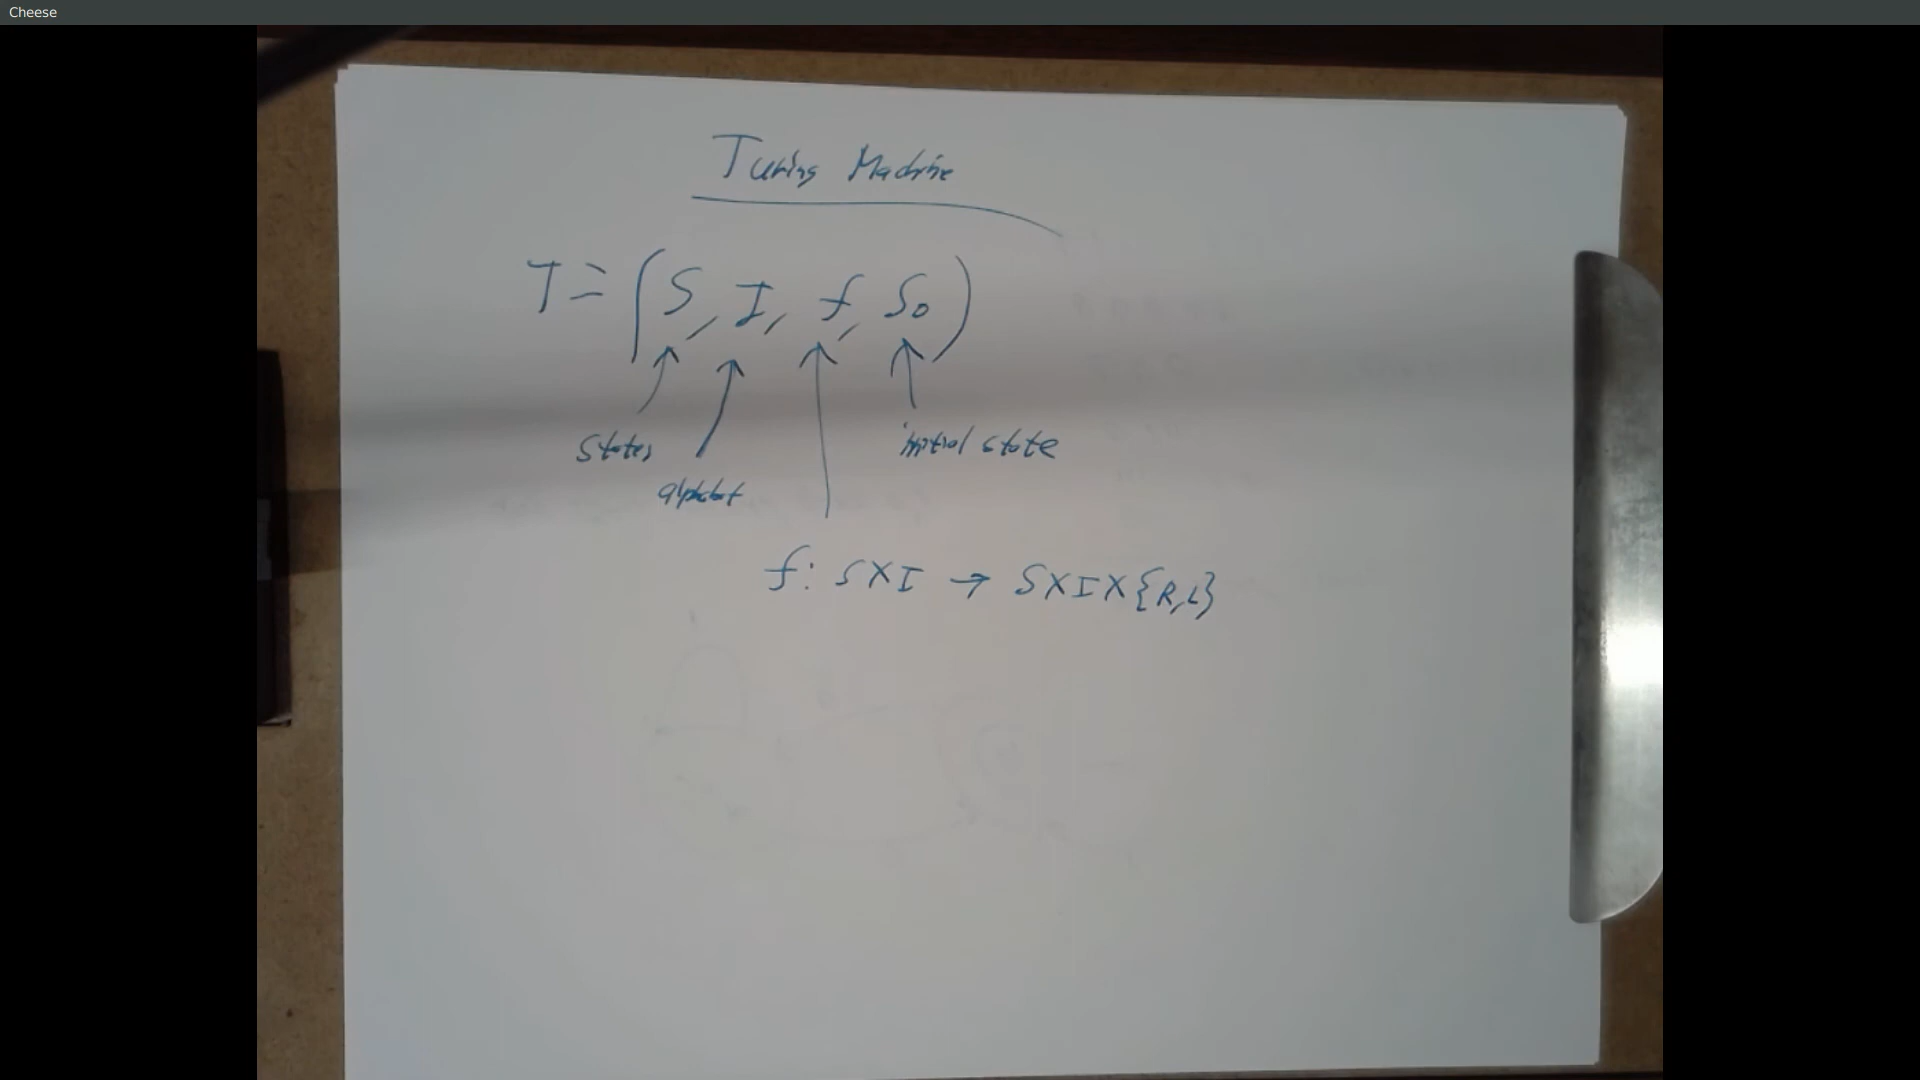 Cheese
Turing Machine
T = (S, I, f, S₀)
States
alphabet
initial state
f: S×I → S×I×{R,L}